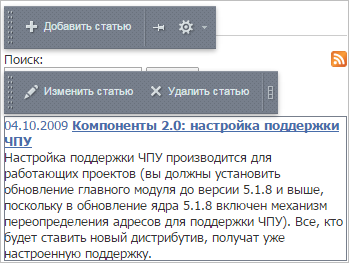 Добавить статью
Поиск:
Изменить статью Удалить статью
04.10.2009 Компоненты 2.0: настройка поддержки
ЧПУ
Настройка поддержки ЧПУ производится для
работающих проектов (вы должны установить
обновление главного модуля до версии 5.1.8 и выше,
поскольку в обновление ядра 5.1.8 включен механизм
переопределения адресов для поддержки ЧПУ). Все, кто
будет ставить новый дистрибутив, получат уже
настроенную поддержку.